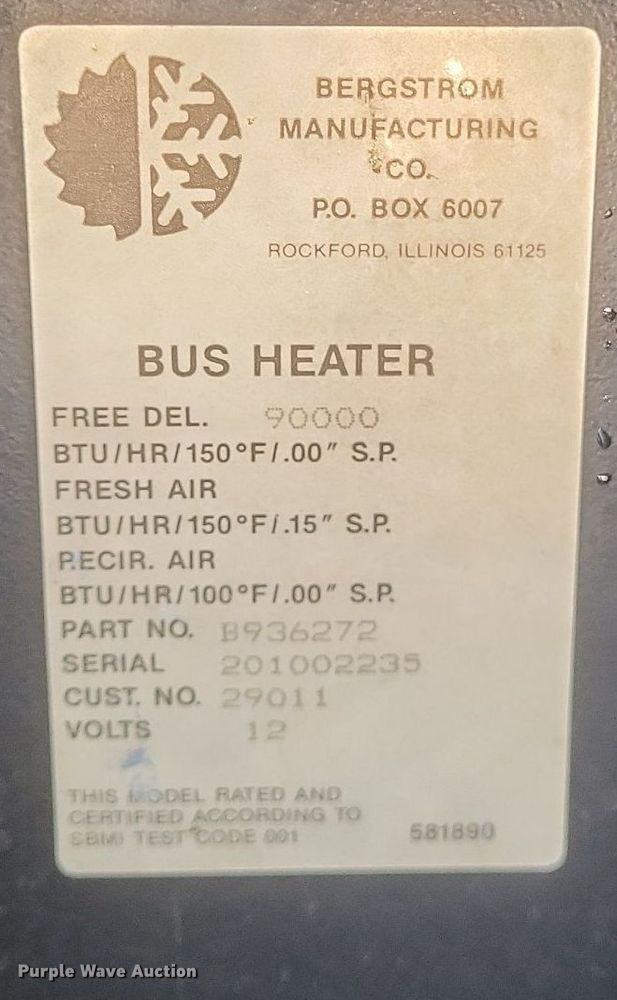 BERGSTROM
MANUFACTURING
CO.
P.O. BOX 6007
ROCKFORD, ILLINOIS 61125
BUS HEATER
FREE DEL. 90000
BTU/HR/150°F/.00" S.P.
FRESH AIR
BTU/HR/150°F/.15" S.P.
RECIR. AIR
BTU/HR/100°F/.00" S.P.
PART NO. B936272
SERIAL 201002235
CUST. NO. 29011
VOLTS 12
THIS MODEL RATED AND
CERTIFIED ACCORDING TO
SBMI TEST CODE 001
581890
Purple Wave Auction